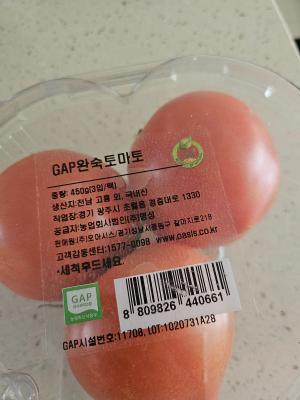 GAP완숙토마토
중량: 450g(3입/팩)
생산지:전남 고흥 외, 국내산
작업장:경기 광주시 초월읍 경충대로 1330
공급자:농업회사법인(주)명성
판매원:(주)오아시스/경기성남시중원구 갈마치로218
고객감동센터:1577-0098 www.oasis.co.kr
·세척후드세요.
GAP
8 809826 440661
GAP시설번호:11708, LOT:1020731A28